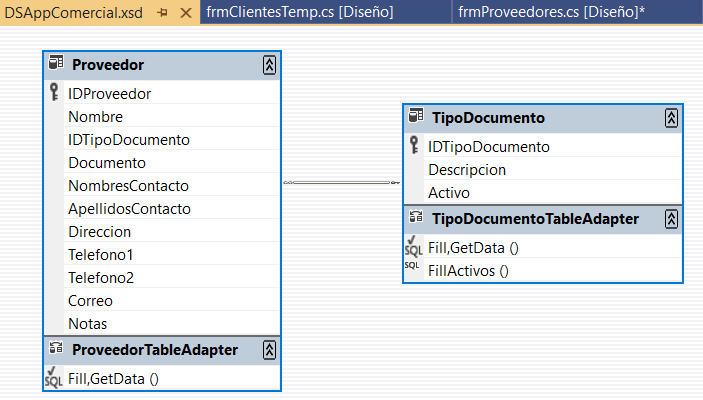 DSAppComercial.xsd
frmClientesTemp.cs [Diseño]
frmProveedores.cs [Diseño]*
Proveedor
IDProveedor
Nombre
IDTipoDocumento
Documento
NombresContacto
ApellidosContacto
Direccion
Telefono1
Telefono2
Correo
Notas
ProveedorTableAdapter
SQL Fill,GetData ()
TipoDocumento
IDTipoDocumento
Descripcion
Activo
TipoDocumentoTableAdapter
SQL Fill,GetData ()
SQL FillActivos ()